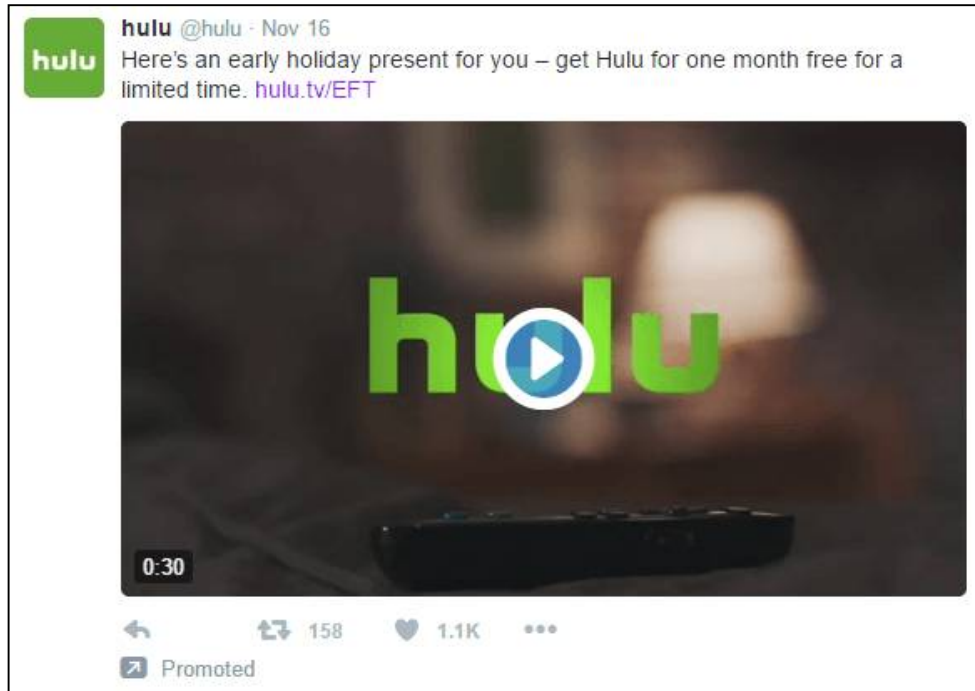 hulu @hulu · Nov 16
hulu
Here's an early holiday present for you – get Hulu for one month free for a
limited time. hulu.tv/EFT
hulu
0:30
158 1.1K
Promoted